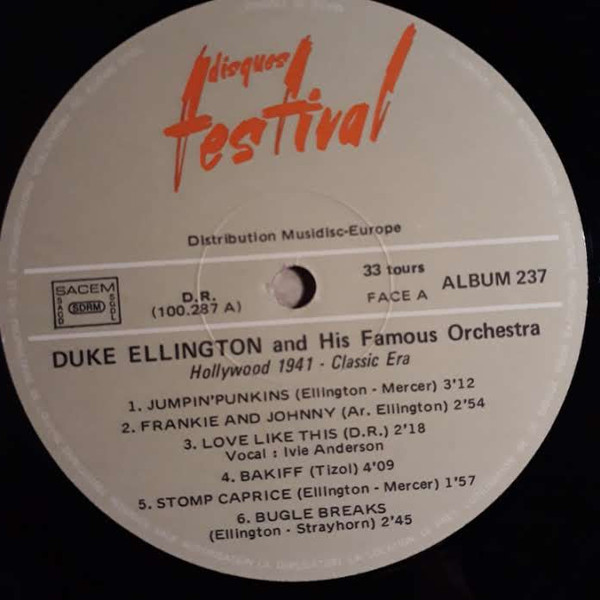 disques
festival
Distribution Musidisc-Europe
SACEM
SACD
SDRM
SGDL
D.R.
(100.287 A)
33 tours
FACE A
ALBUM 237
DUKE ELLINGTON and His Famous Orchestra
Hollywood 1941 - Classic Era
1. JUMPIN'PUNKINS (Ellington - Mercer) 3'12
2. FRANKIE AND JOHNNY (Ar. Ellington) 2'54
3. LOVE LIKE THIS (D.R.) 2'18
Vocal : Ivie Anderson
4. BAKIFF (Tizol) 4'09
5. STOMP CAPRICE (Ellington - Mercer) 1'57
6. BUGLE BREAKS
(Ellington - Strayhorn) 2'45